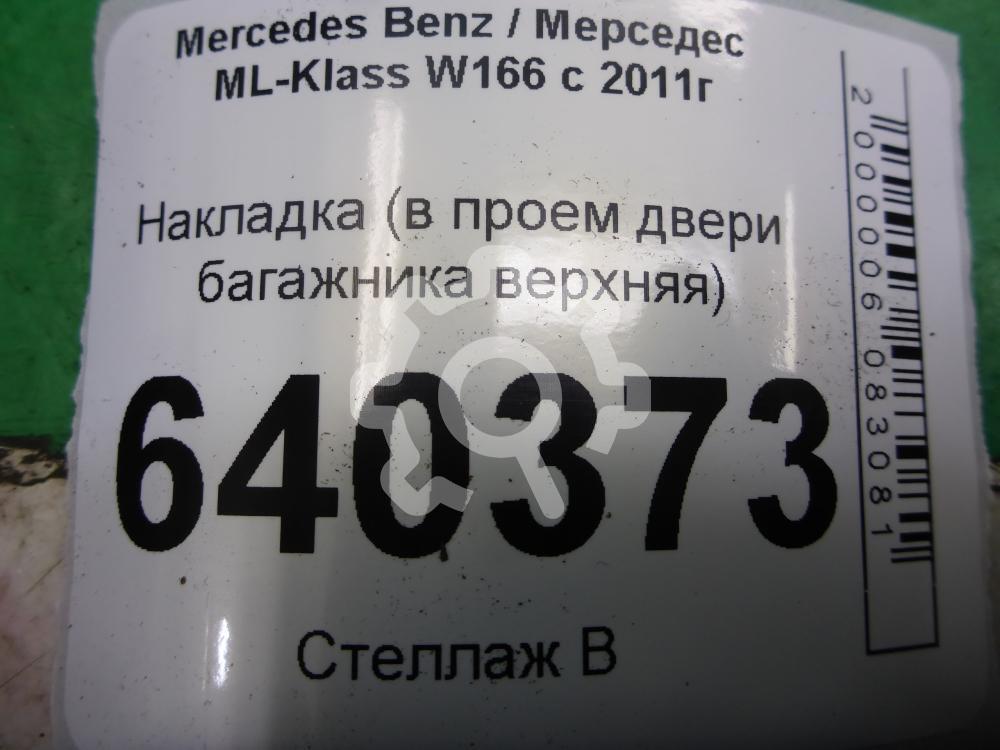 Mercedes Benz / Мерседес
ML-Klass W166 с 2011г
Накладка (в проем двери
багажника верхняя)
640373
Стеллаж В
2000006083081